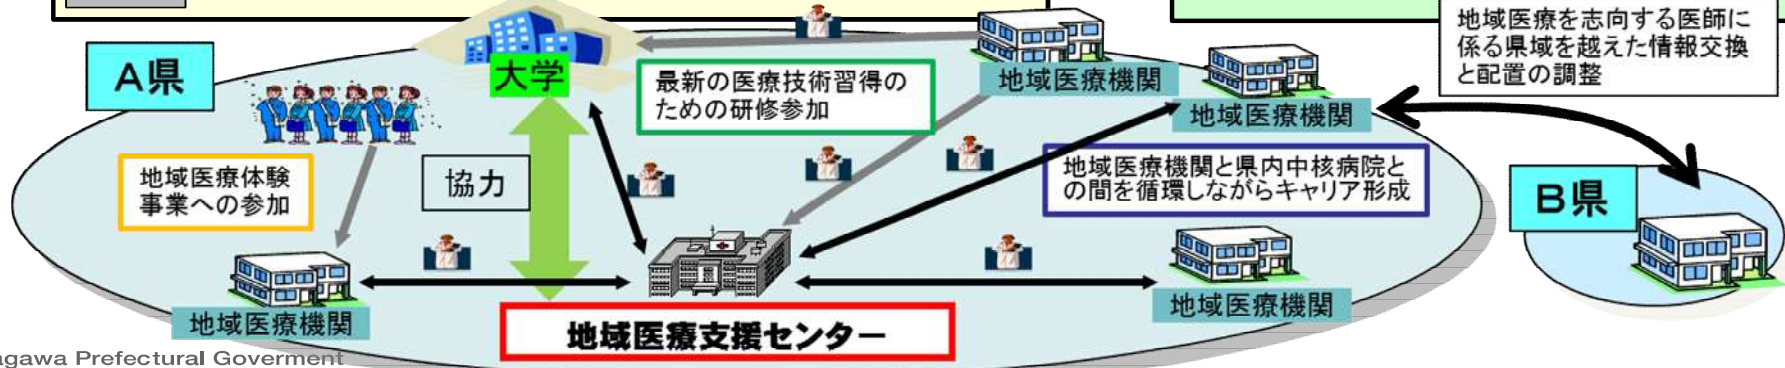 地域医療を志向する医師に
係る県域を越えた情報交換
と配置の調整
A県
大学
最新の医療技術習得の
ための研修参加
地域医療機関
地域医療機関
地域医療体験
事業への参加
協力
地域医療機関と県内中核病院と
の間を循環しながらキャリア形成
B県
地域医療機関
地域医療機関
地域医療支援センター
agawa Prefectural Goverment